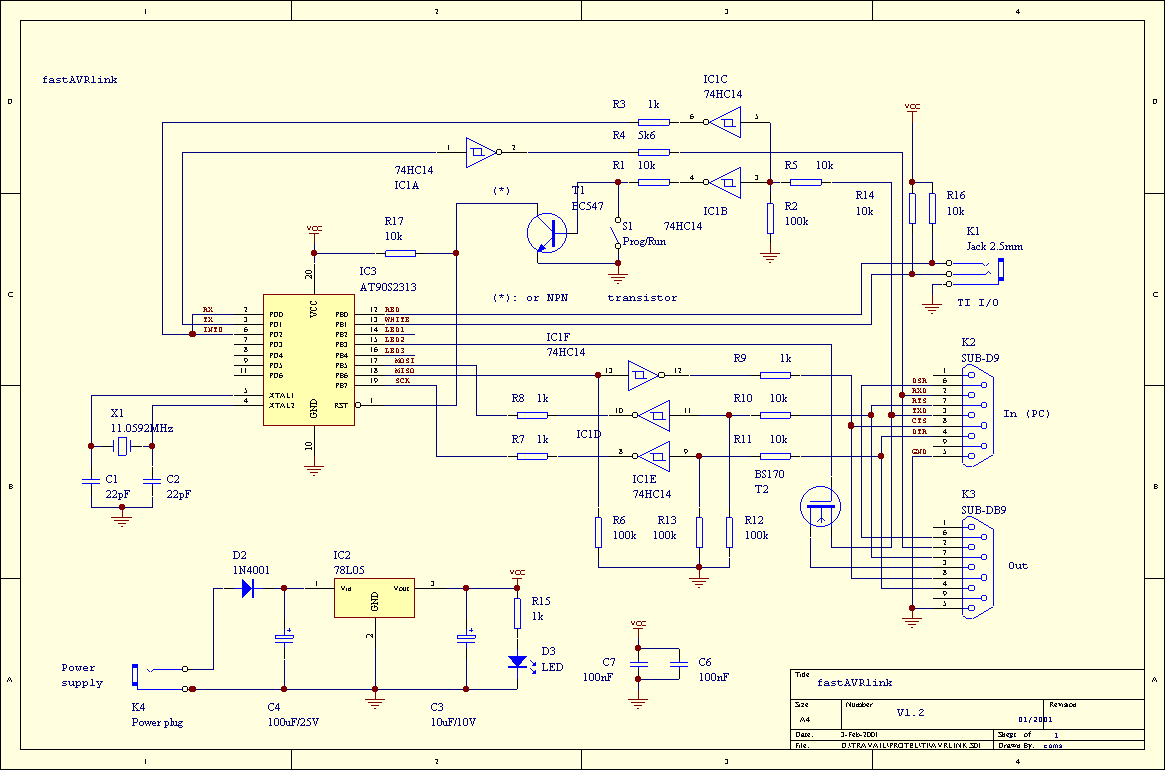 1 2 3 4
fastAVRlink
IC1C
74HC14
R3 1k
6 5
D D
R4 5k6
VCC
1 2
74HC14
IC1A
R1 10k
4 3
R5 10k
IC1B
74HC14
(*)
T1
BC547
R2
100k
R14
10k
R16
10k
S1
Prog/Run
R17
10k
VCC
K1
Jack 2.5mm
20
IC3
AT90S2313
(*): or NPN transistor
TI I/O
C C
VCC
GND
RX 2 PD0
TX 3 PD1
INT0 6 PD2
7 PD3
8 PD4
9 PD5
11 PD6
5 XTAL1
4 XTAL2
PB0 12 RED
PB1 13 WHITE
PB2 14 LED1
PB3 15 LED2
PB4 16 LED3
PB5 17 MOSI
PB6 18 MISO
PB7 19 SCK
RST 1
10
IC1F
74HC14
13 12
R9 1k
R8 1k
10 11
R10 10k
IC1D
R7 1k
8 9
R11 10k
IC1E
74HC14
BS170
T2
K2
SUB-D9
1
DSR 6
RXD 2
RTS 7
TXD 3
CTS 8
DTR 4
9
GND 5
In (PC)
X1
11.0592MHz
C1
22pF
C2
22pF
B B
R6
100k
R13
100k
R12
100k
K3
SUB-DB9
1
6
2
7
3
8
4
9
5
Out
D2
1N4001
IC2
78L05
1 Vin Vout 3
GND
2
VCC
R15
1k
D3
LED
VCC
C7
100nF
C6
100nF
Power
supply
K4
Power plug
C4
100uF/25V
C3
10uF/10V
A A
Title
fastAVRlink
Size
A4
Number
V1.2
Revision
01/2001
Date: 3-Feb-2001
Sheet of 1
File: D:\TRAVAIL\PROTEL\TI\AVRLINK.SDI
Drawn By: coms
1 2 3 4